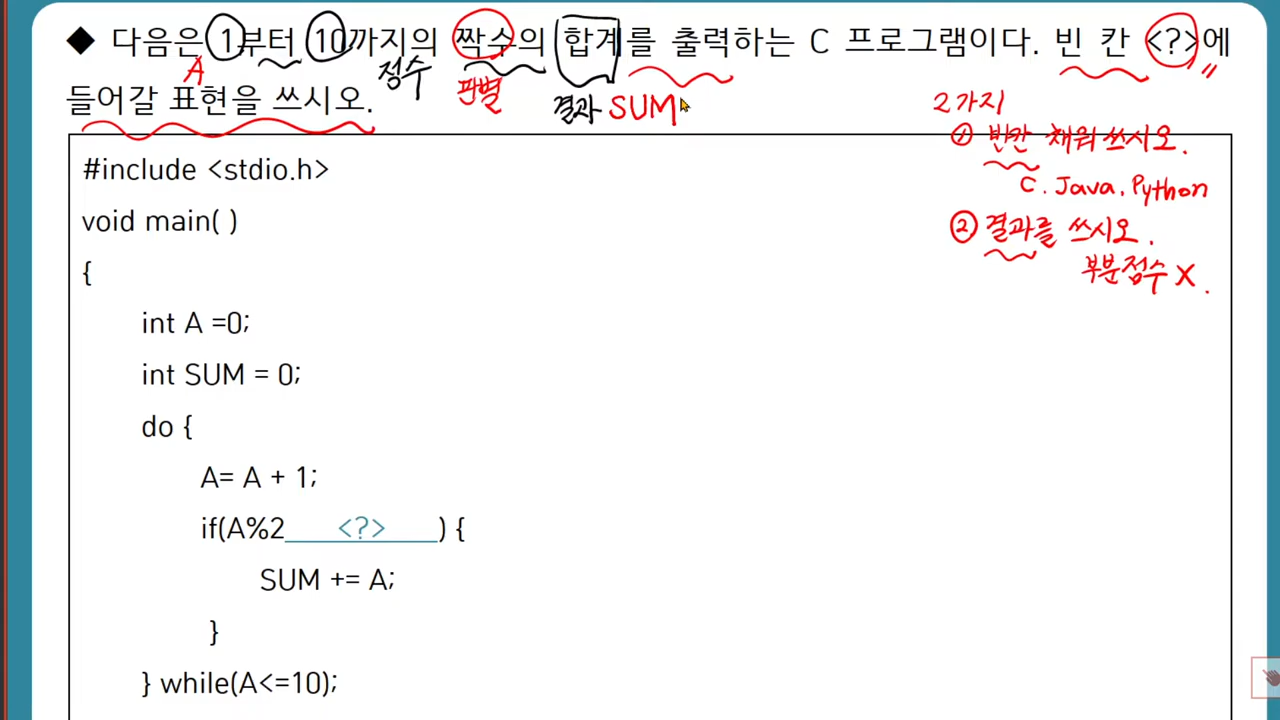 ◆ 다음은 1부터 10까지의 짝수의 합계를 출력하는 C 프로그램이다. 빈 칸 <?>에
A
정수
판별
결과 SUM
들어갈 표현을 쓰시오.
2가지
① 빈칸 채워 쓰시오.
C. Java. Python
② 결과를 쓰시오.
부분점수 X.
#include <stdio.h>
void main( )
{
int A =0;
int SUM = 0;
do {
A= A + 1;
if(A%2 <?> ) {
SUM += A;
}
} while(A<=10);